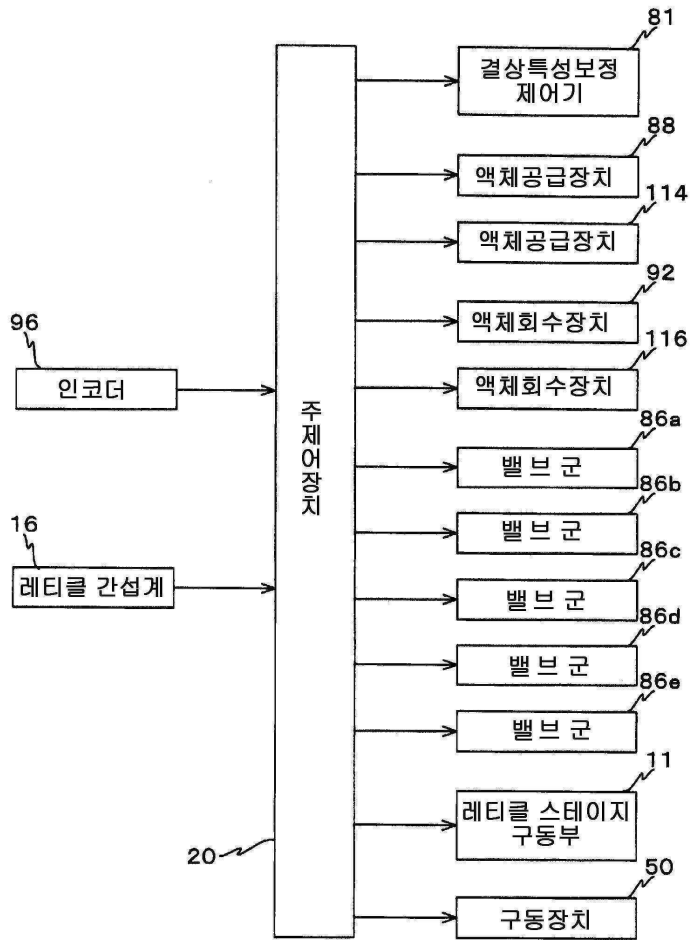 81
결상특성보정
제어기
88
액체공급장치
114
액체공급장치
92
액체회수장치
96
인코더
116
액체회수장치
주제어장치
86a
밸브 군
86b
밸브 군
16
레티클 간섭계
86c
밸브 군
86d
밸브 군
86e
밸브 군
11
레티클 스테이지
구동부
20
50
구동장치